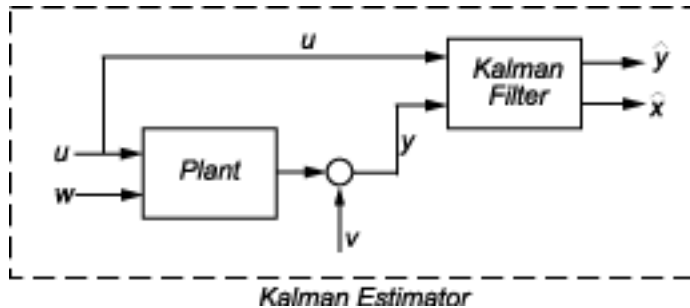 u
Kalman
Filter
ŷ
x̂
u
Plant
y
w
v
Kalman Estimator